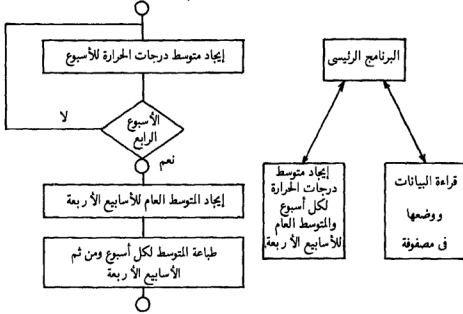 إيجاد متوسط درجات الحرارة للأسبوع
الأسبوع
الرابع
لا
نعم
إيجاد المتوسط العام للأسابيع الأربعة
طباعة المتوسط لكل أسبوع ومن ثم
الأسابيع الأربعة
البرنامج الرئيسى
إيجاد متوسط
درجات الحرارة
لكل أسبوع
والمتوسط العام
للأسابيع الأربعة
قراءة البيانات
ووضعها
فى مصفوفة